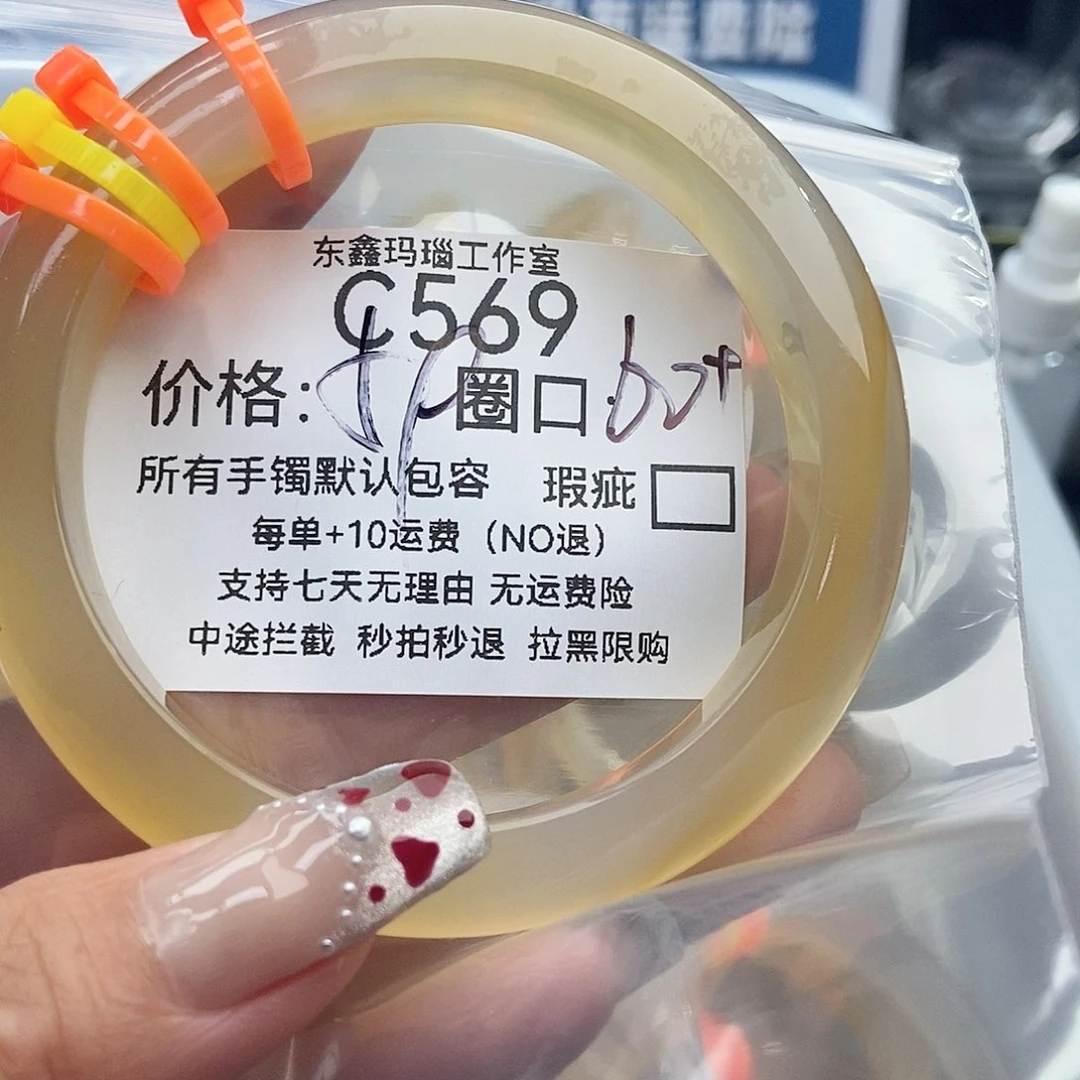 东鑫玛瑙工作室
C569
价格: 圈口: 60+
所有手镯默认包容 瑕疵
每单+10运费（NO退）
支持七天无理由 无运费险
中途拦截 秒拍秒退 拉黑限购